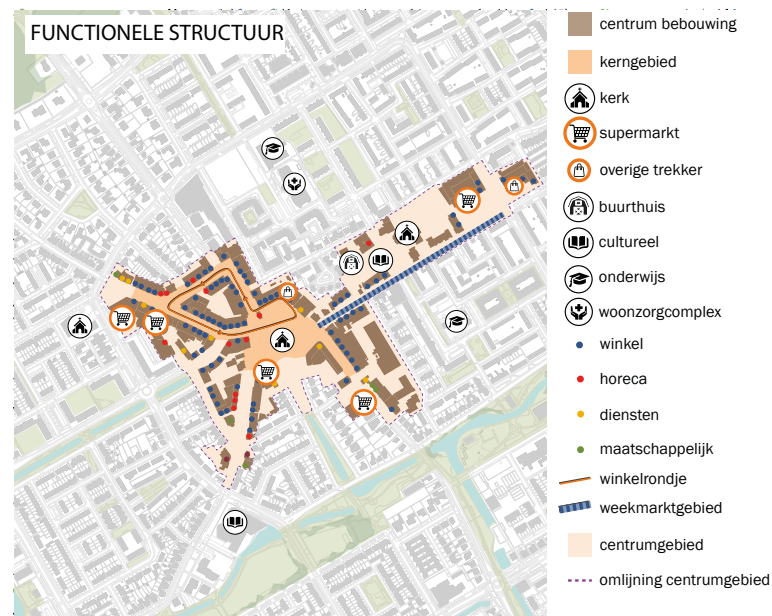 FUNCTIONELE STRUCTUUR
centrum bebouwing
kerngebied
kerk
supermarkt
overige trekker
buurthuis
cultureel
onderwijs
woonzorgcomplex
winkel
horeca
diensten
maatschappelijk
winkelrondje
weekmarktgebied
centrumgebied
omlijning centrumgebied